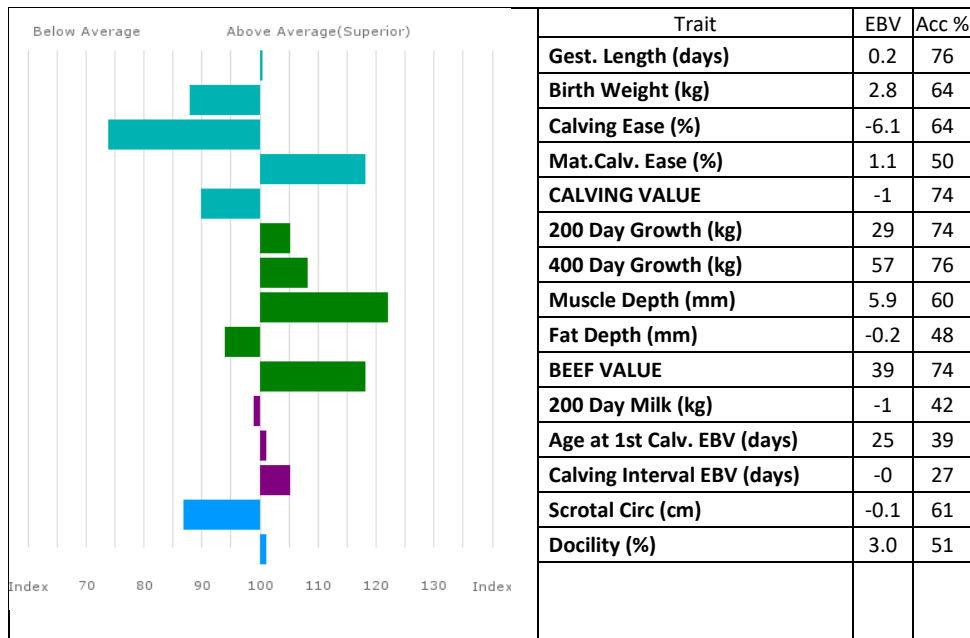 Below Average Above Average(Superior)
Index 70 80 90 100 110 120 130 Index
Trait EBV Acc %
Gest. Length (days) 0.2 76
Birth Weight (kg) 2.8 64
Calving Ease (%) -6.1 64
Mat.Calv. Ease (%) 1.1 50
CALVING VALUE -1 74
200 Day Growth (kg) 29 74
400 Day Growth (kg) 57 76
Muscle Depth (mm) 5.9 60
Fat Depth (mm) -0.2 48
BEEF VALUE 39 74
200 Day Milk (kg) -1 42
Age at 1st Calv. EBV (days) 25 39
Calving Interval EBV (days) -0 27
Scrotal Circ (cm) -0.1 61
Docility (%) 3.0 51